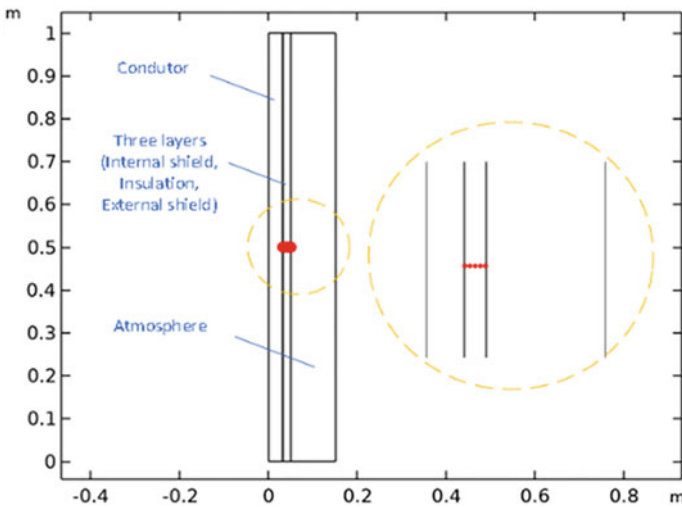 m
1
0.9
Condutor
0.8
0.7
Three layers
(Internal shield,
Insulation,
External shield)
0.6
0.5
0.4
Atmosphere
0.3
0.2
0.1
0
-0.4 -0.2 0 0.2 0.4 0.6 0.8 m